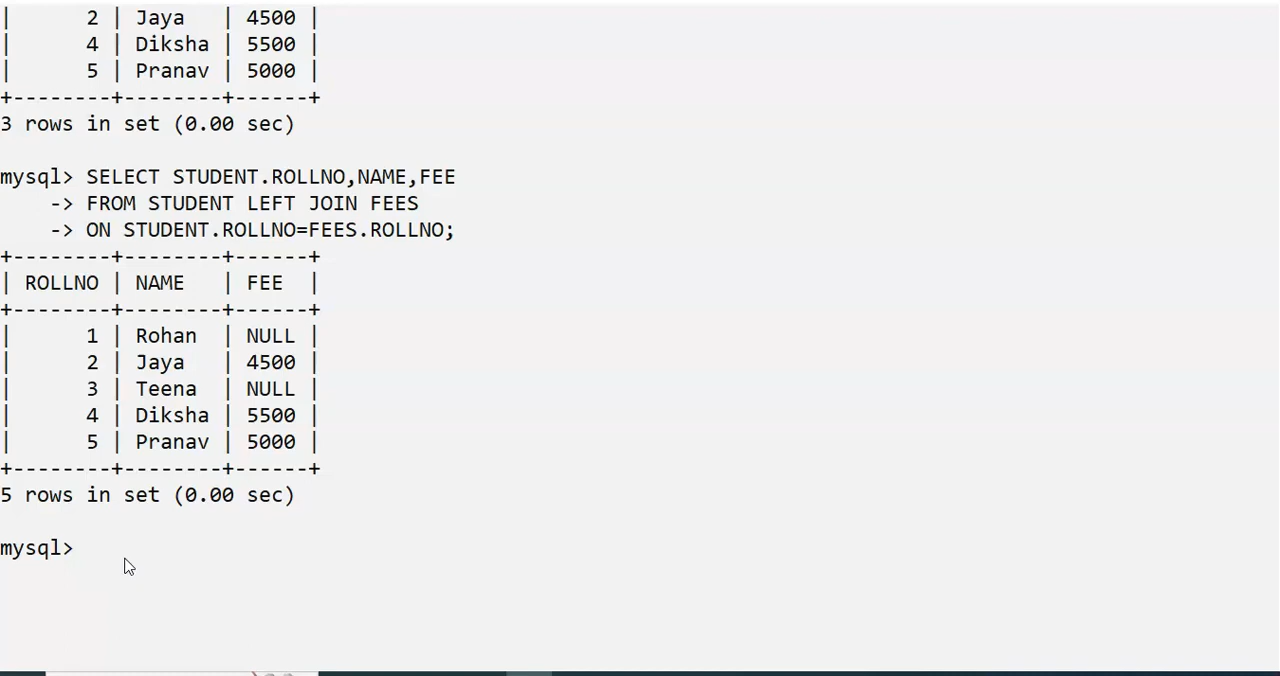 |      2 | Jaya   | 4500 |
|      4 | Diksha | 5500 |
|      5 | Pranav | 5000 |
+--------+--------+------+
3 rows in set (0.00 sec)
mysql> SELECT STUDENT.ROLLNO,NAME,FEE
    -> FROM STUDENT LEFT JOIN FEES
    -> ON STUDENT.ROLLNO=FEES.ROLLNO;
+--------+--------+------+
| ROLLNO | NAME   | FEE  |
+--------+--------+------+
|      1 | Rohan  | NULL |
|      2 | Jaya   | 4500 |
|      3 | Teena  | NULL |
|      4 | Diksha | 5500 |
|      5 | Pranav | 5000 |
+--------+--------+------+
5 rows in set (0.00 sec)
mysql>